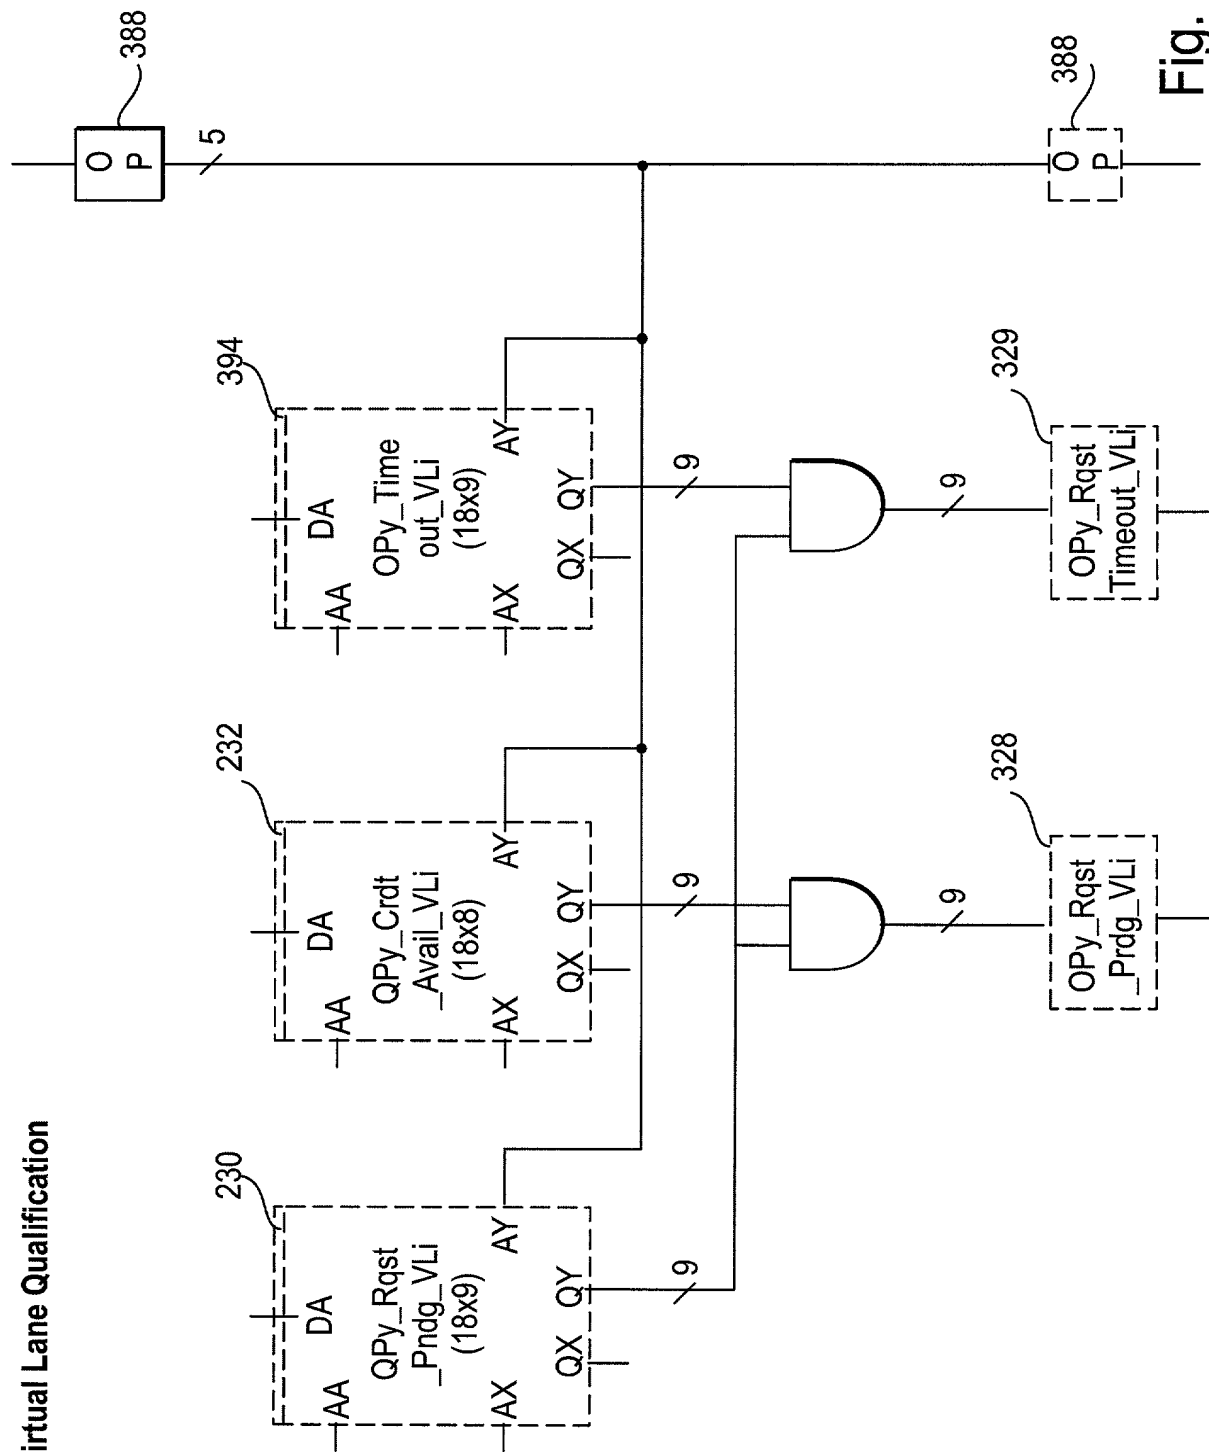 irtual Lane Qualification
230
AA
DA
QPy_Rqst
_Pndg_VLi
(18x9)
AX
AY
QX
QY
9
232
AA
DA
QPy_Crdt
_Avail_VLi
(18x8)
AX
AY
QX
QY
9
394
AA
DA
OPy_Time
out_VLi
(18x9)
AX
AY
QX
QY
9
388
O
P
5
9
328
OPy_Rqst
_Prdg_VLi
9
329
OPy_Rqst
Timeout_VLi
388
O
P
Fig.